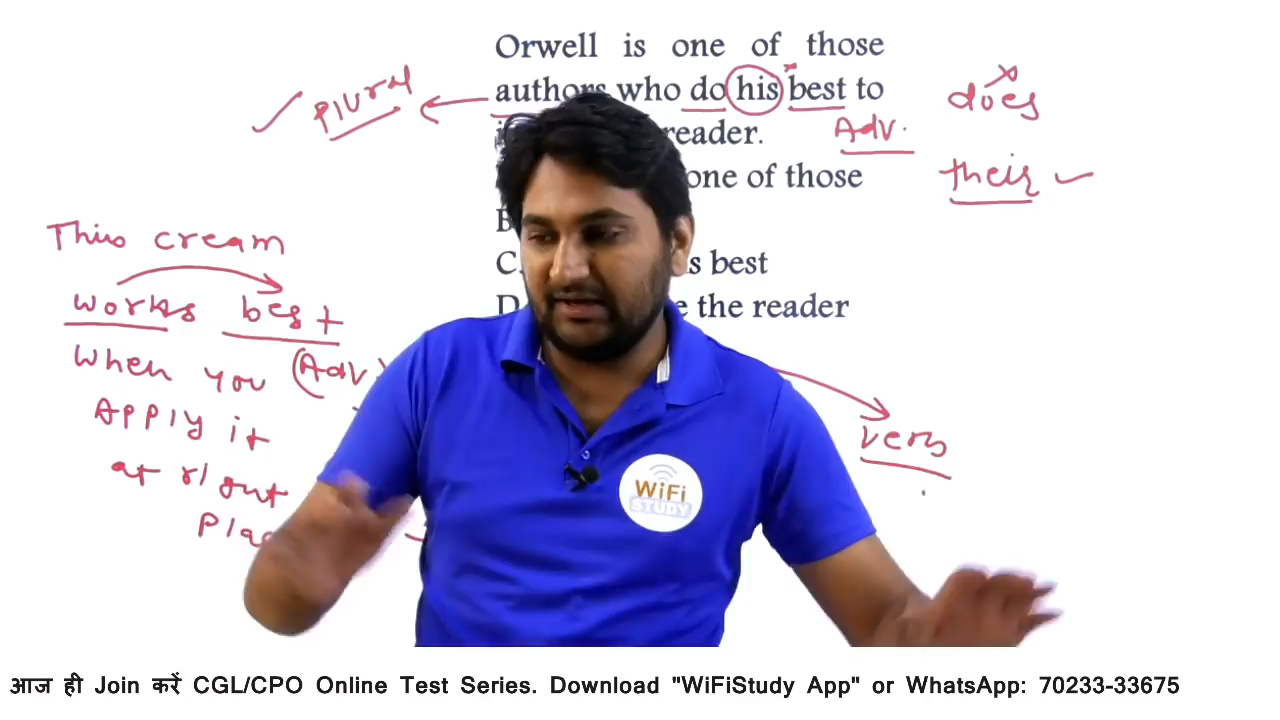 Orwell is one of those
authors who do his best to
reader.
one of those
B
C. s best
D e the reader
Plural
does
Adv.
their
This cream
works best
When you (Adv)
Apply it
at
verb
WiFi
STUDY
आज ही Join करें CGL/CPO Online Test Series. Download "WiFiStudy App" or WhatsApp: 70233-33675